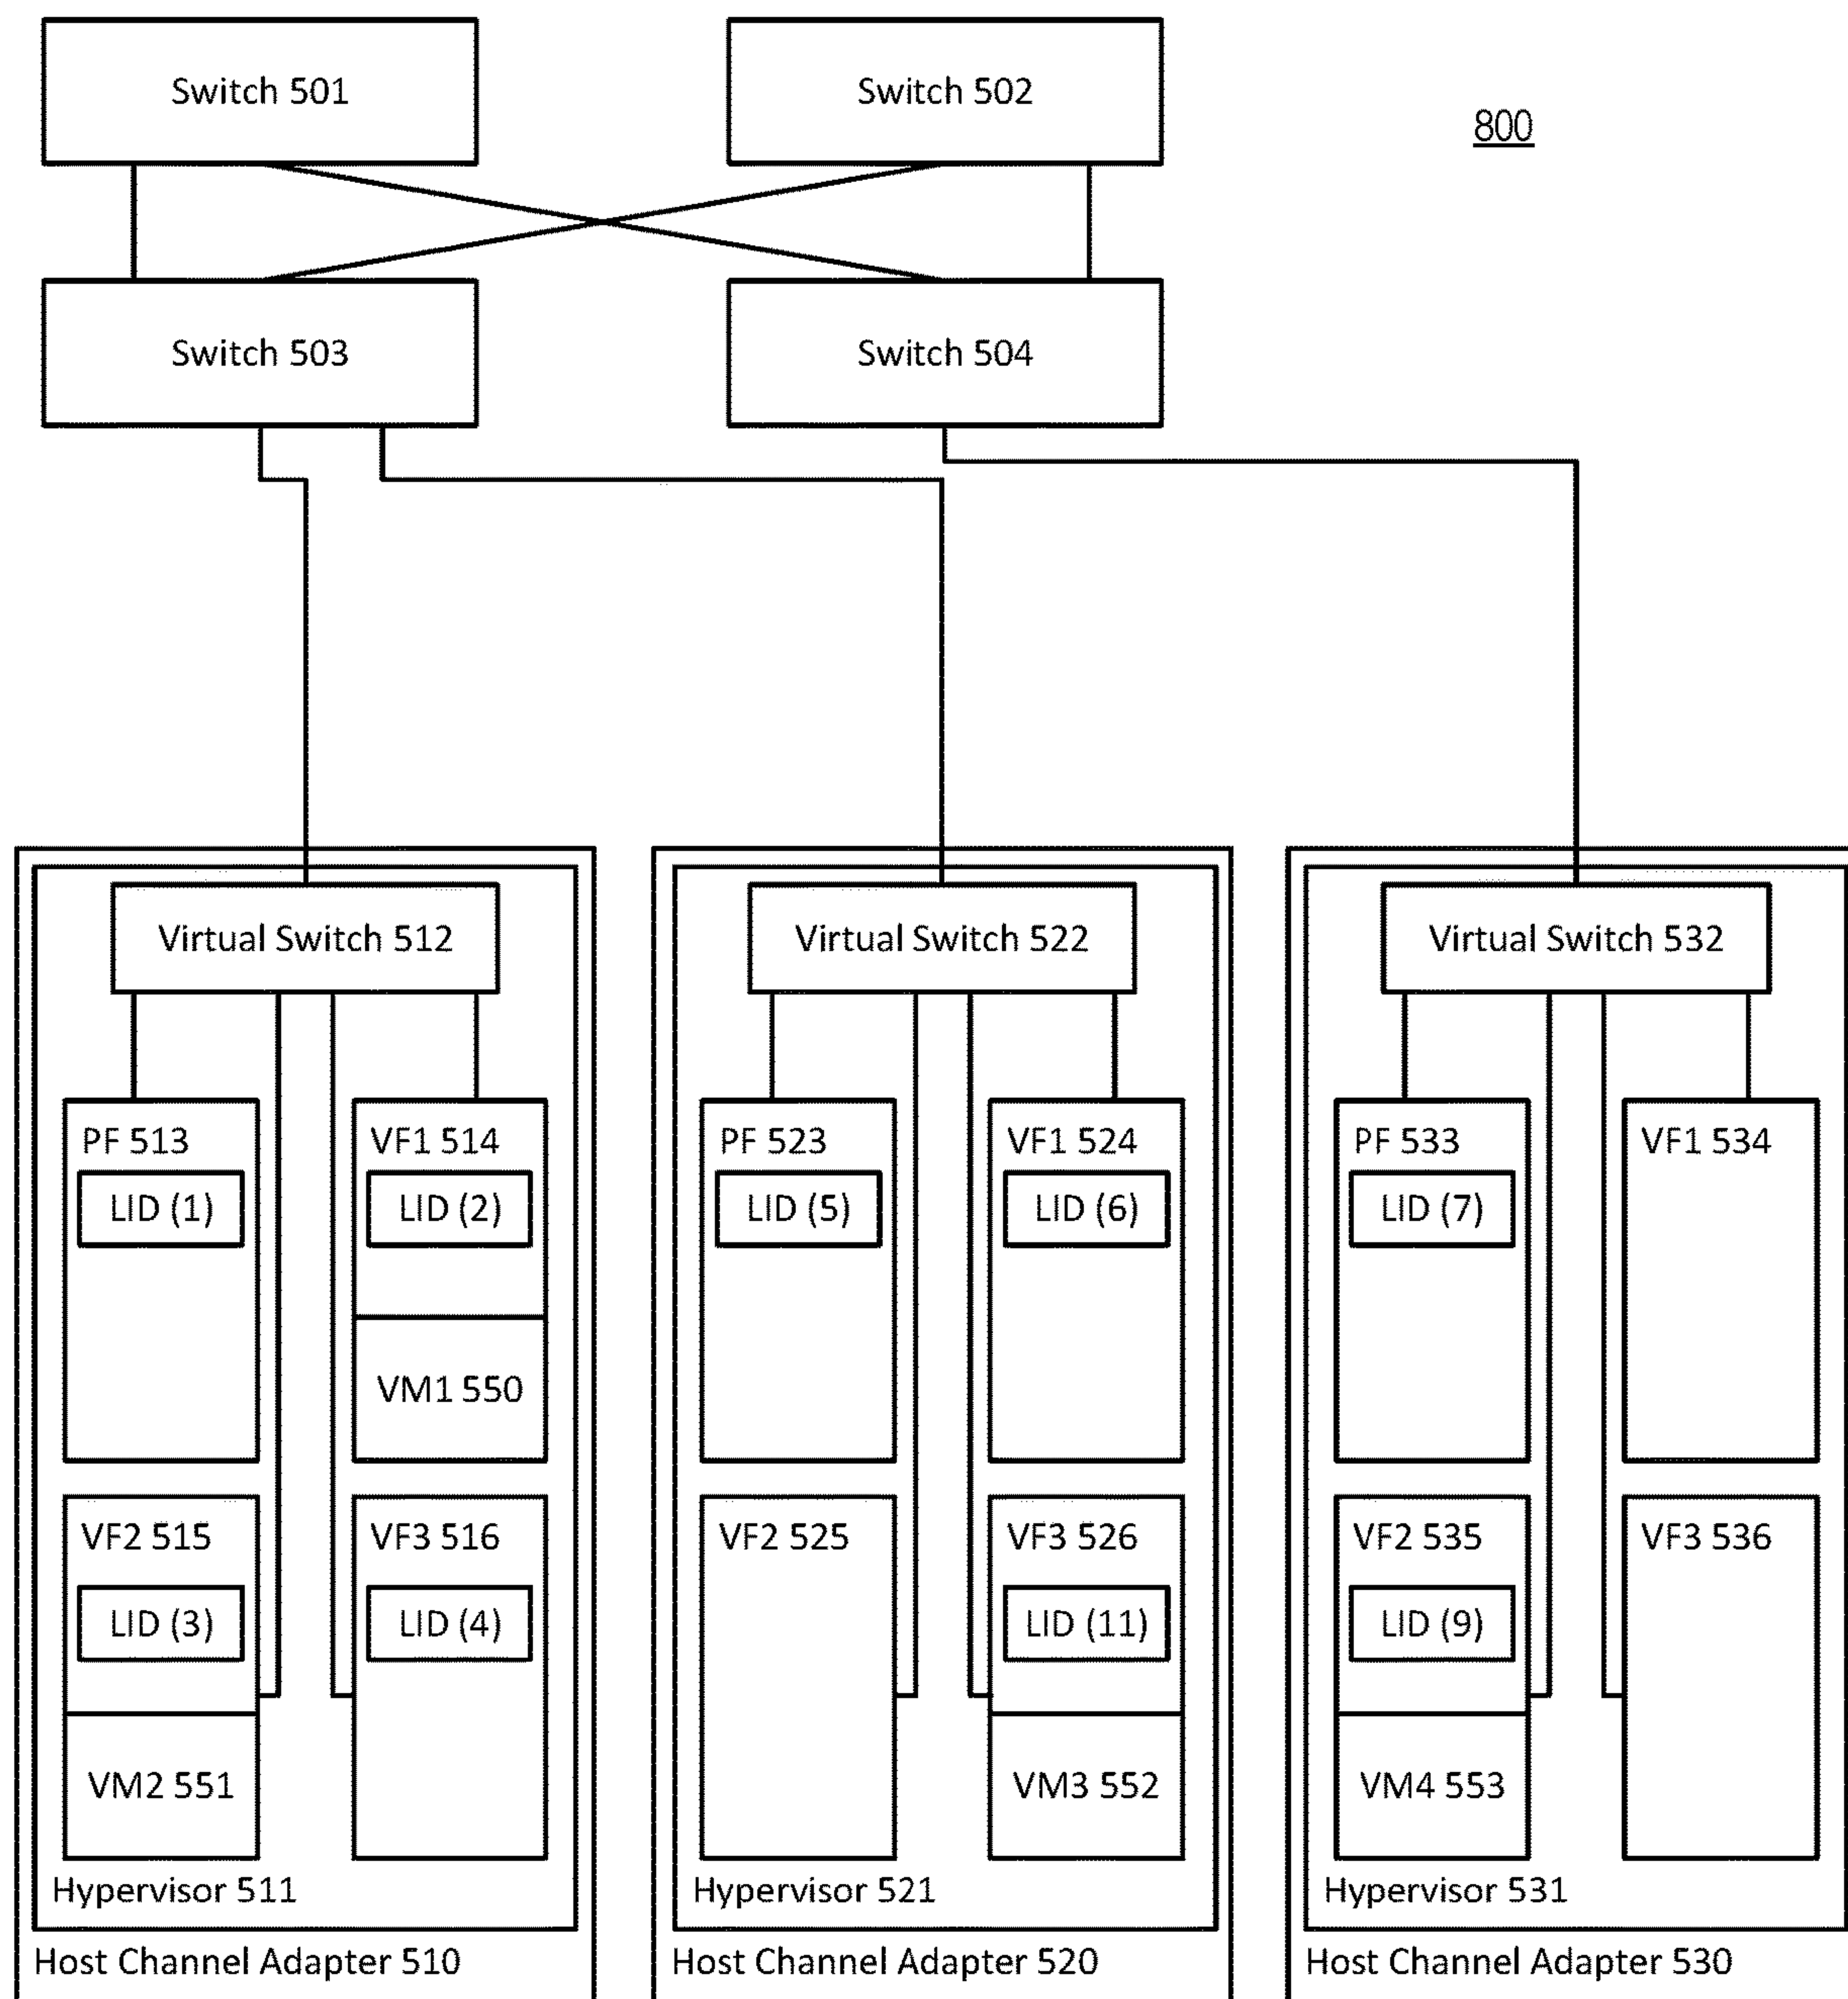 Switch 501
Switch 502
800
Switch 503
Switch 504
Virtual Switch 512
Virtual Switch 522
Virtual Switch 532
PF 513
LID (1)
VF1 514
LID (2)
VM1 550
VF2 515
LID (3)
VM2 551
VF3 516
LID (4)
Hypervisor 511
Host Channel Adapter 510
PF 523
LID (5)
VF1 524
LID (6)
VF2 525
VF3 526
LID (11)
VM3 552
Hypervisor 521
Host Channel Adapter 520
PF 533
LID (7)
VF1 534
VF2 535
LID (9)
VM4 553
VF3 536
Hypervisor 531
Host Channel Adapter 530